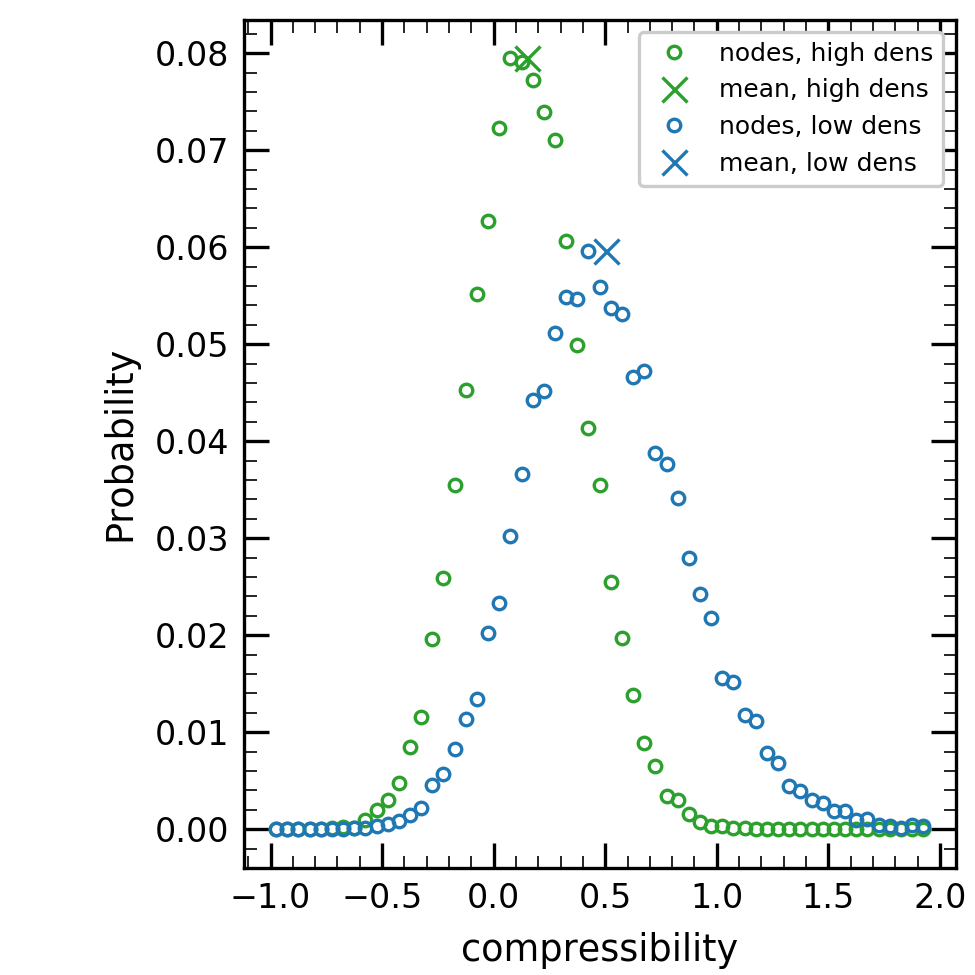 nodes, high dens
mean, high dens
nodes, low dens
mean, low dens
0.08
0.07
0.06
0.05
0.04
0.03
0.02
0.01
0.00
Probability
−1.0 −0.5 0.0 0.5 1.0 1.5 2.0
compressibility